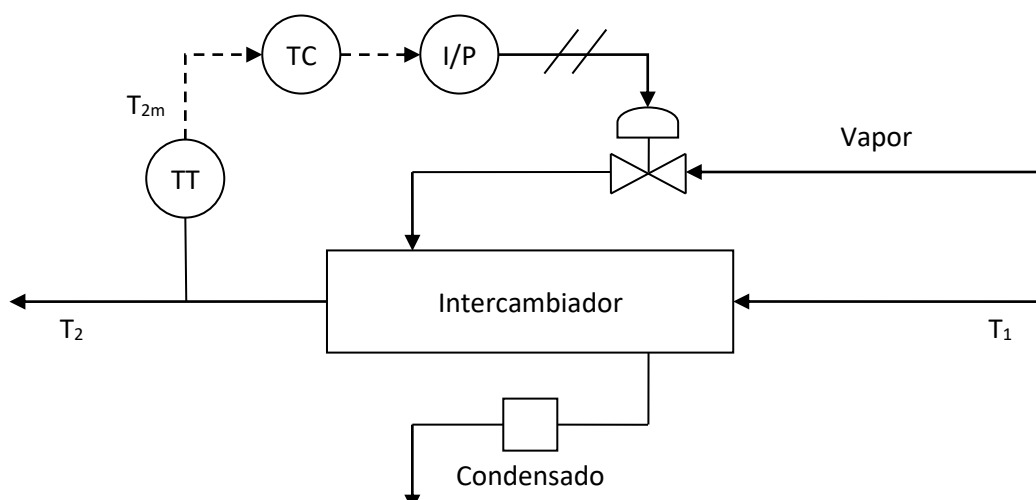 TC
I/P
T2m
Vapor
TT
Intercambiador
T2
T1
Condensado